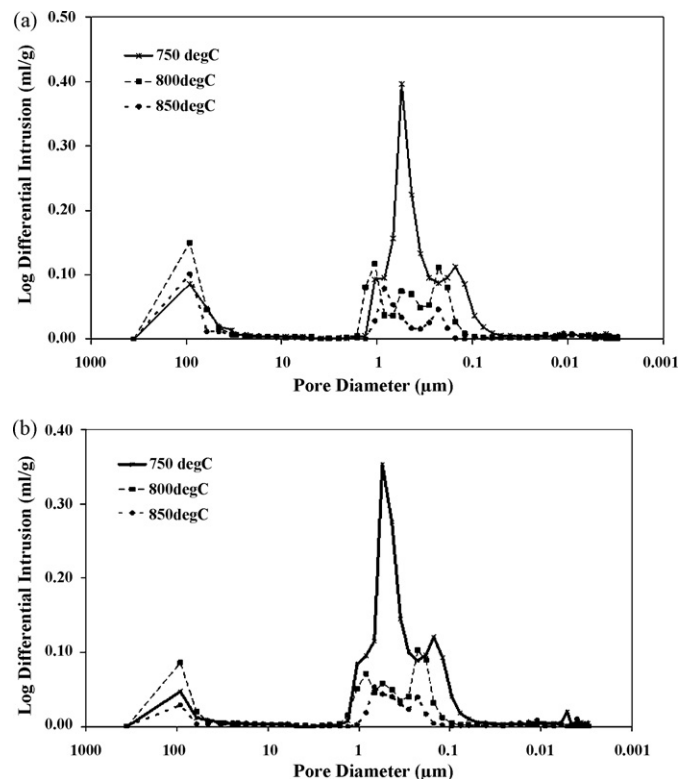 (a)
0.50
750 degC
800degC
850degC
0.40
0.30
0.20
0.10
0.00
Log Differential Intrusion (ml/g)
1000 100 10 1 0.1 0.01 0.001
Pore Diameter (µm)
(b)
0.40
750 degC
800degC
850degC
0.30
0.20
0.10
0.00
Log Differential Intrusion (ml/g)
1000 100 10 1 0.1 0.01 0.001
Pore Diameter (µm)